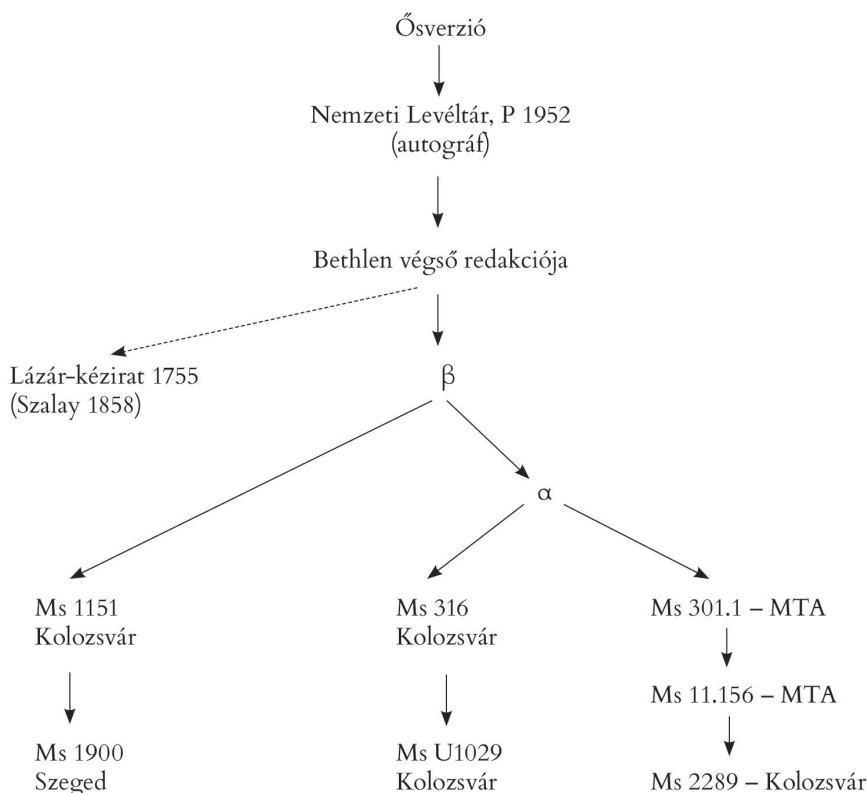 Ősverzió
Nemzeti Levéltár, P 1952
(autográf)
Bethlen végső redakciója
Lázár-kézirat 1755
(Szalay 1858)
β
α
Ms 1151
Kolozsvár
Ms 316
Kolozsvár
Ms 301.1 – MTA
Ms 11.156 – MTA
Ms 1900
Szeged
Ms U1029
Kolozsvár
Ms 2289 – Kolozsvár